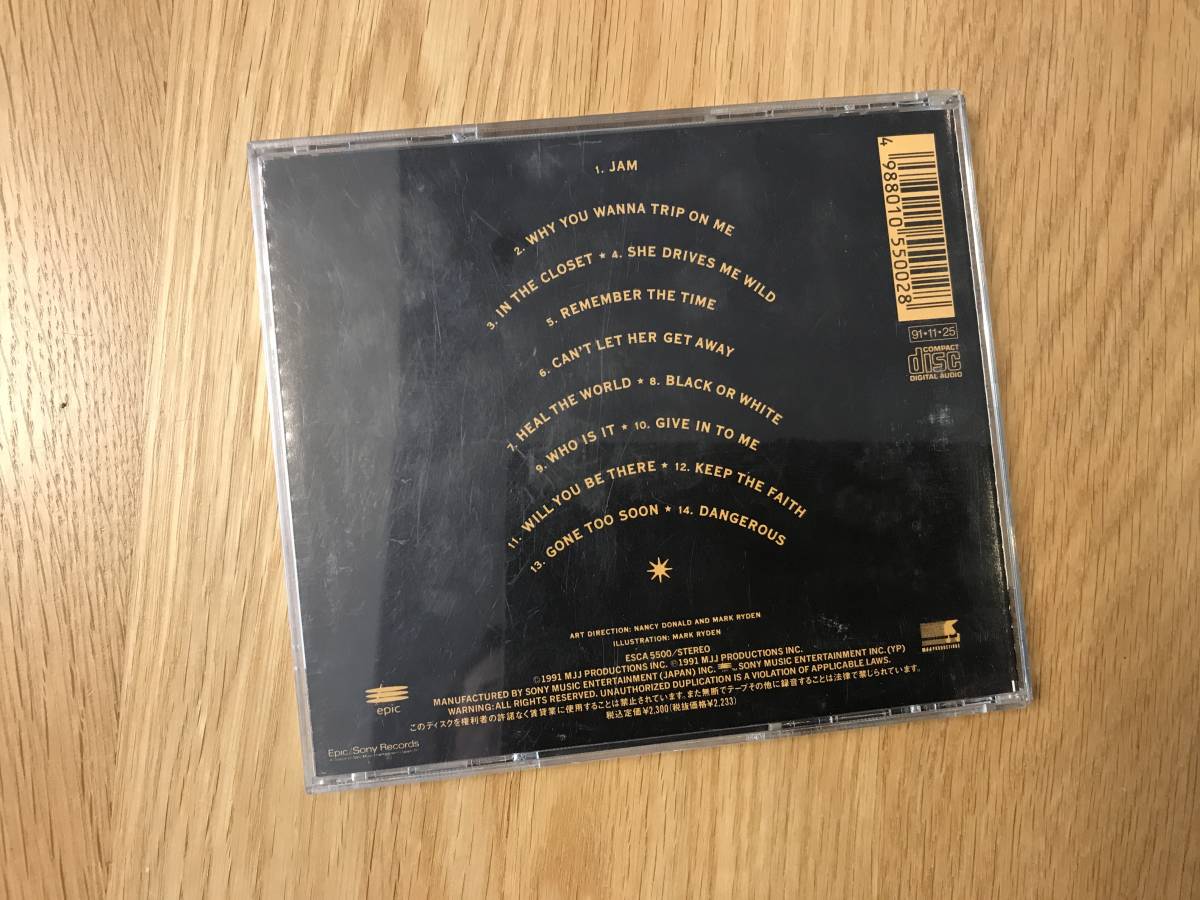 1. JAM
2. WHY YOU WANNA TRIP ON ME
3. IN THE CLOSET ★ 4. SHE DRIVES ME WILD
5. REMEMBER THE TIME
6. CAN'T LET HER GET AWAY
7. HEAL THE WORLD ★ 8. BLACK OR WHITE
9. WHO IS IT ★ 10. GIVE IN TO ME
11. WILL YOU BE THERE ★ 12. KEEP THE FAITH
13. GONE TOO SOON ★ 14. DANGEROUS
4 988010 550028
91•11•25
COMPACT
disc
DIGITAL AUDIO
ART DIRECTION: NANCY DONALD AND MARK RYDEN
ILLUSTRATION: MARK RYDEN
ESCA 5500/STEREO
©1991 MJJ PRODUCTIONS INC. ℗1991 MJJ PRODUCTIONS INC.
MANUFACTURED BY SONY MUSIC ENTERTAINMENT (JAPAN) INC. SONY MUSIC ENTERTAINMENT INC. (YP)
WARNING: ALL RIGHTS RESERVED. UNAUTHORIZED DUPLICATION IS A VIOLATION OF APPLICABLE LAWS.
このディスクを権利者の許諾なく賃貸業に使用することは禁止されています。また無断でテープその他に録音することは法律で禁じられています。
税込定価¥2,300(税抜価格¥2,233)
MJJ PRODUCTIONS
epic
Epic/Sony Records